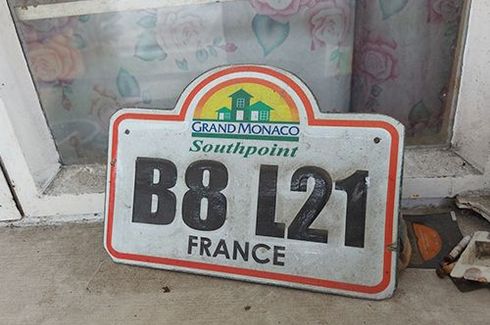 GRAND MONACO
Southpoint
B8 L21
FRANCE